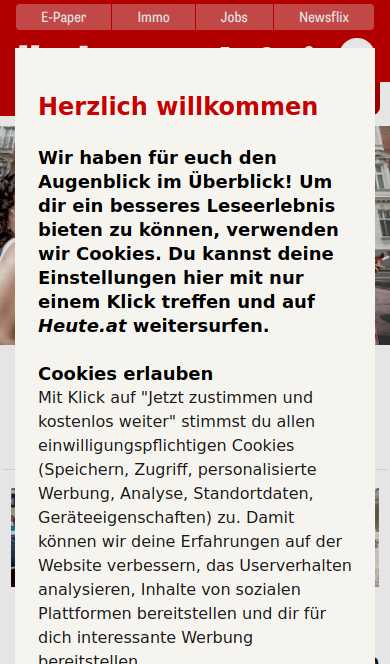 E-Paper
Immo
Jobs
Newsflix
Herzlich willkommen
Wir haben für euch den
Augenblick im Überblick! Um
dir ein besseres Leseerlebnis
bieten zu können, verwenden
wir Cookies. Du kannst deine
Einstellungen hier mit nur
einem Klick treffen und auf
Heute.at weitersurfen.
Cookies erlauben
Mit Klick auf "Jetzt zustimmen und
kostenlos weiter" stimmst du allen
einwilligungspflichtigen Cookies
(Speichern, Zugriff, personalisierte
Werbung, Analyse, Standortdaten,
Geräteeigenschaften) zu. Damit
können wir deine Erfahrungen auf der
Website verbessern, das Userverhalten
analysieren, Inhalte von sozialen
Plattformen bereitstellen und dir für
dich interessante Werbung
bereitstellen